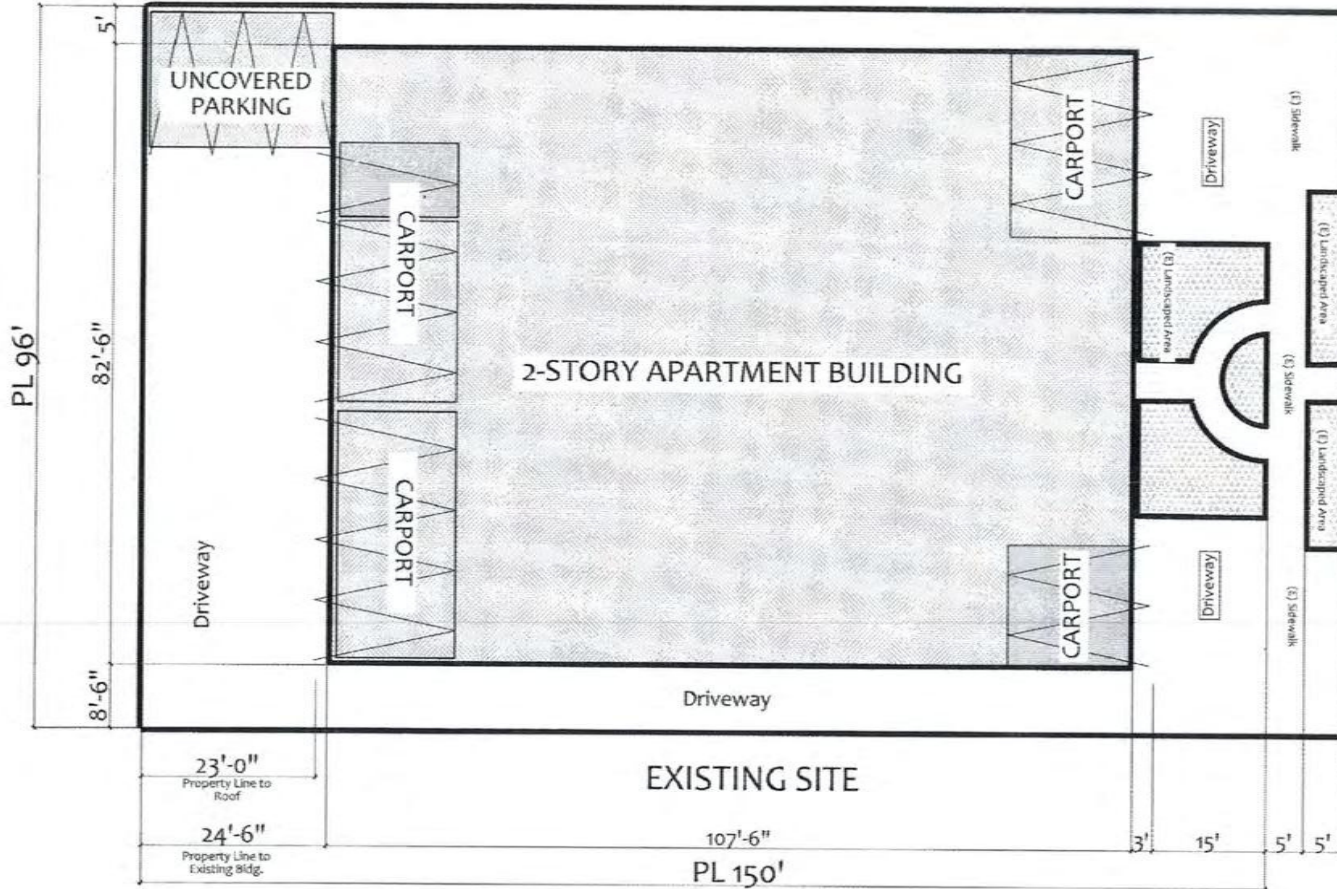 5'
UNCOVERED
PARKING
CARPORT
Driveway
(E) Sidewalk
CARPORT
(E) Landscaped Area
(E) Landscaped Area
PL 96'
82'-6"
2-STORY APARTMENT BUILDING
(E) Sidewalk
(E) Landscaped Area
CARPORT
Driveway
CARPORT
Driveway
(E) Sidewalk
8'-6"
Driveway
23'-0"
Property Line to
Roof
EXISTING SITE
24'-6"
Property Line to
Existing Bldg.
107'-6"
3'
15'
5'
5'
PL 150'